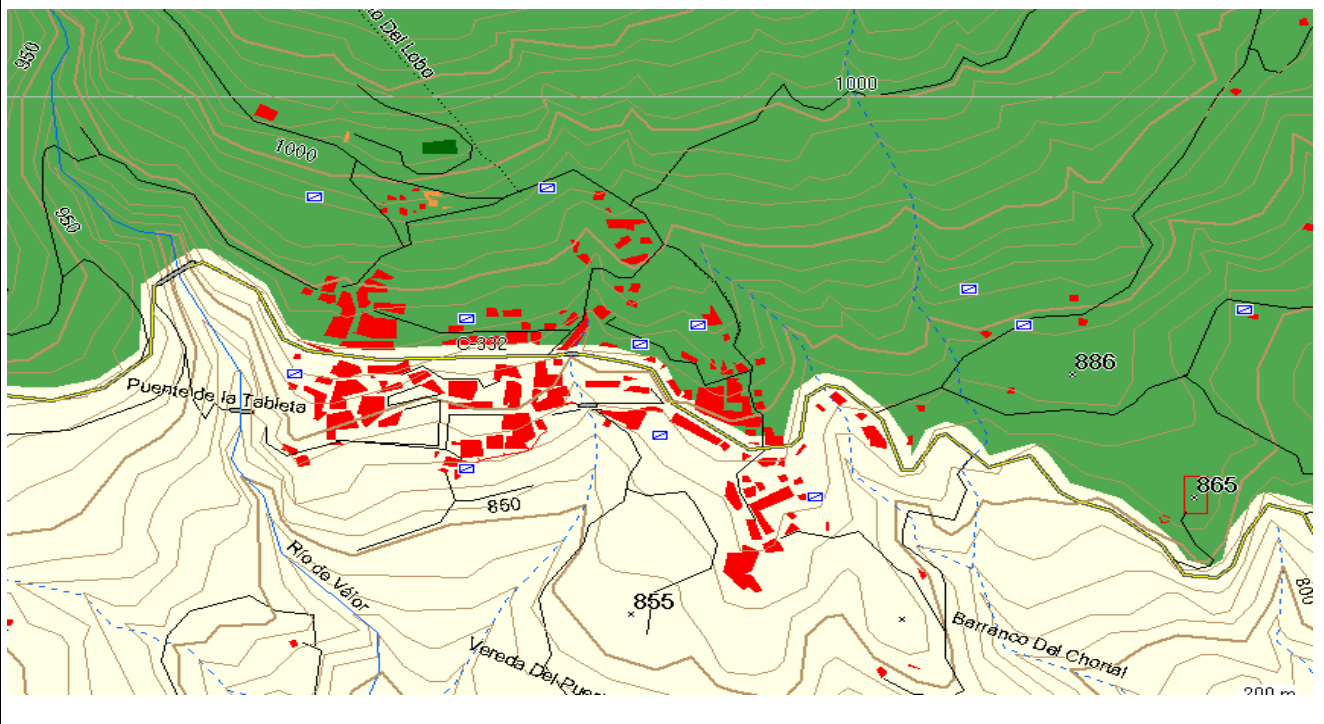 Del Lobo
950
1000
1000
950
C-332
886
Puente de la Tableta
865
850
Río de Válor
800
855
Barranco Del Chortal
Vereda Del
200 m